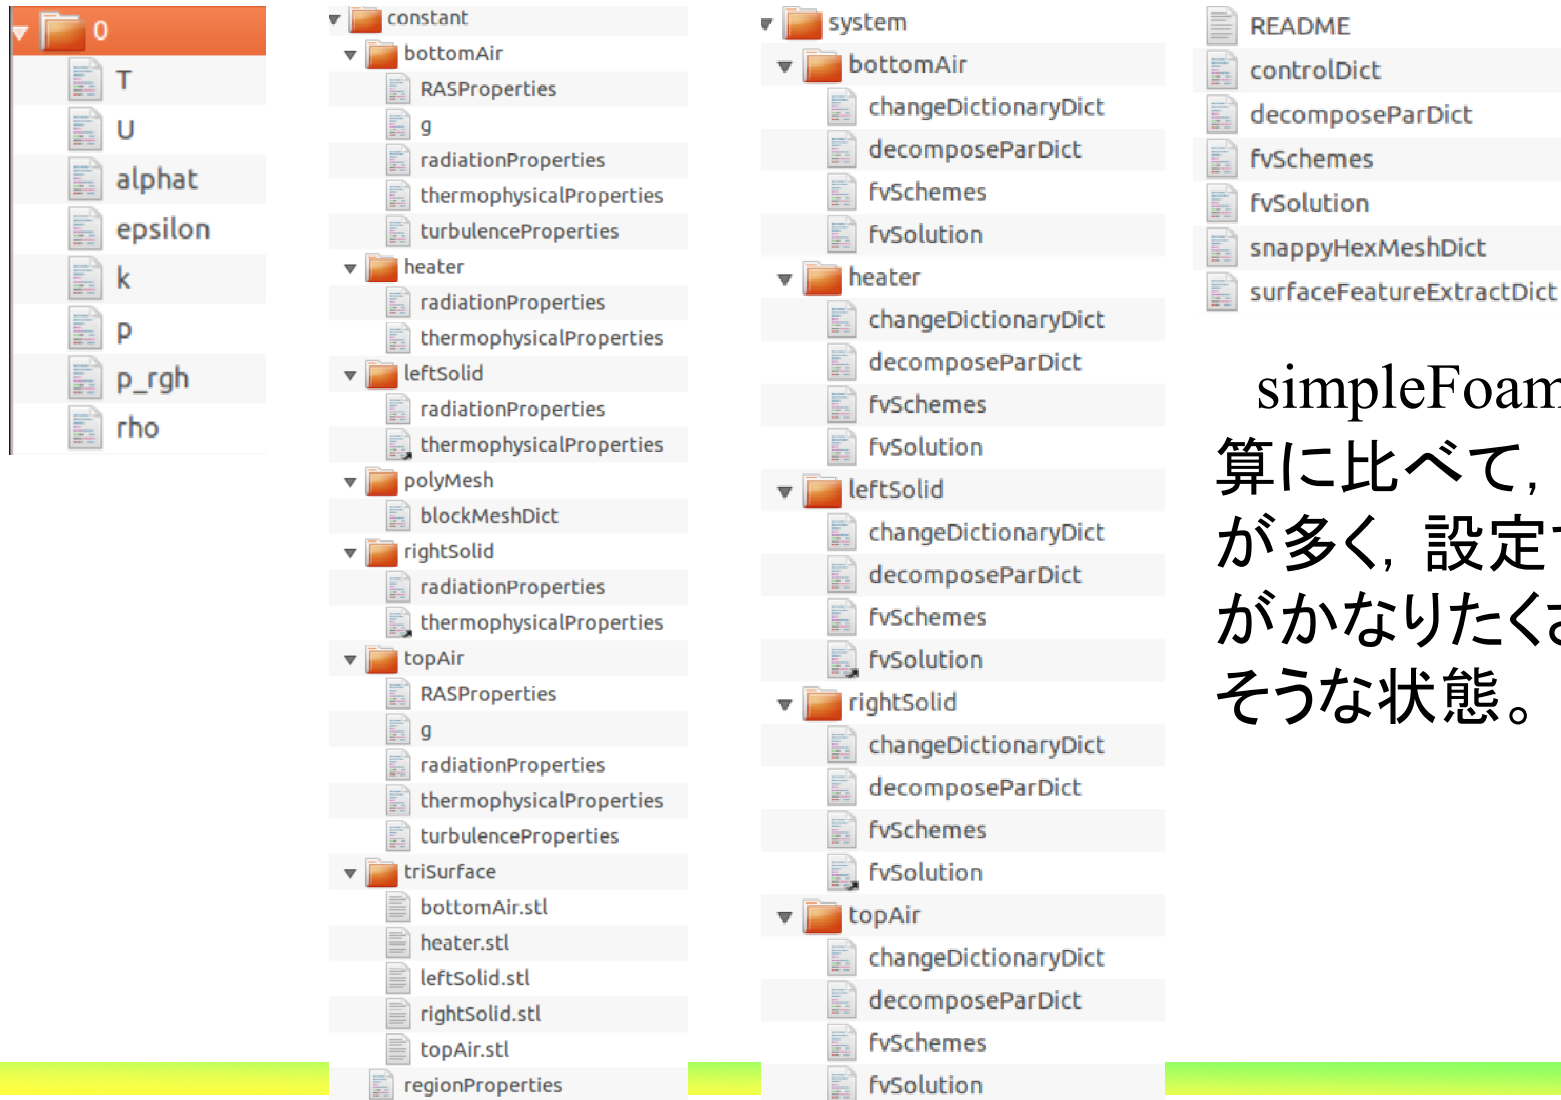 0
T
U
alphat
epsilon
k
p
p_rgh
rho
constant
bottomAir
RASProperties
g
radiationProperties
thermophysicalProperties
turbulenceProperties
heater
radiationProperties
thermophysicalProperties
leftSolid
radiationProperties
thermophysicalProperties
polyMesh
blockMeshDict
rightSolid
radiationProperties
thermophysicalProperties
topAir
RASProperties
g
radiationProperties
thermophysicalProperties
turbulenceProperties
triSurface
bottomAir.stl
heater.stl
leftSolid.stl
rightSolid.stl
topAir.stl
regionProperties
system
bottomAir
changeDictionaryDict
decomposeParDict
fvSchemes
fvSolution
heater
changeDictionaryDict
decomposeParDict
fvSchemes
fvSolution
leftSolid
changeDictionaryDict
decomposeParDict
fvSchemes
fvSolution
rightSolid
changeDictionaryDict
decomposeParDict
fvSchemes
fvSolution
topAir
changeDictionaryDict
decomposeParDict
fvSchemes
fvSolution
README
controlDict
decomposeParDict
fvSchemes
fvSolution
snappyHexMeshDict
surfaceFeatureExtractDict
simpleFoam
算に比べて,
が多く, 設定
がかなりたく
そうな状態。